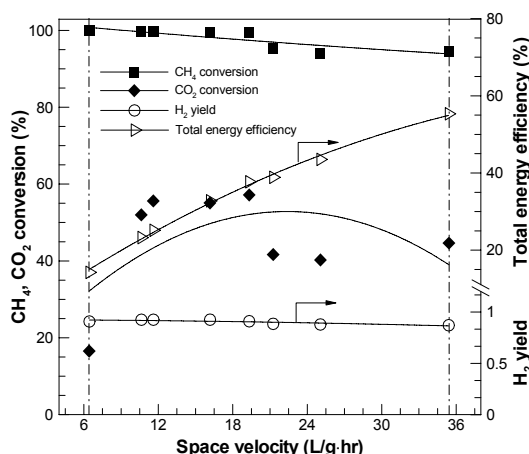 100
80
60
40
20
0
CH₄, CO₂ conversion (%)
CH₄ conversion
CO₂ conversion
H₂ yield
Total energy efficiency
80
60
40
20
1
0.5
0
Total energy efficiency (%)
H₂ yield
6
12
18
24
30
36
Space velocity (L/g·hr)